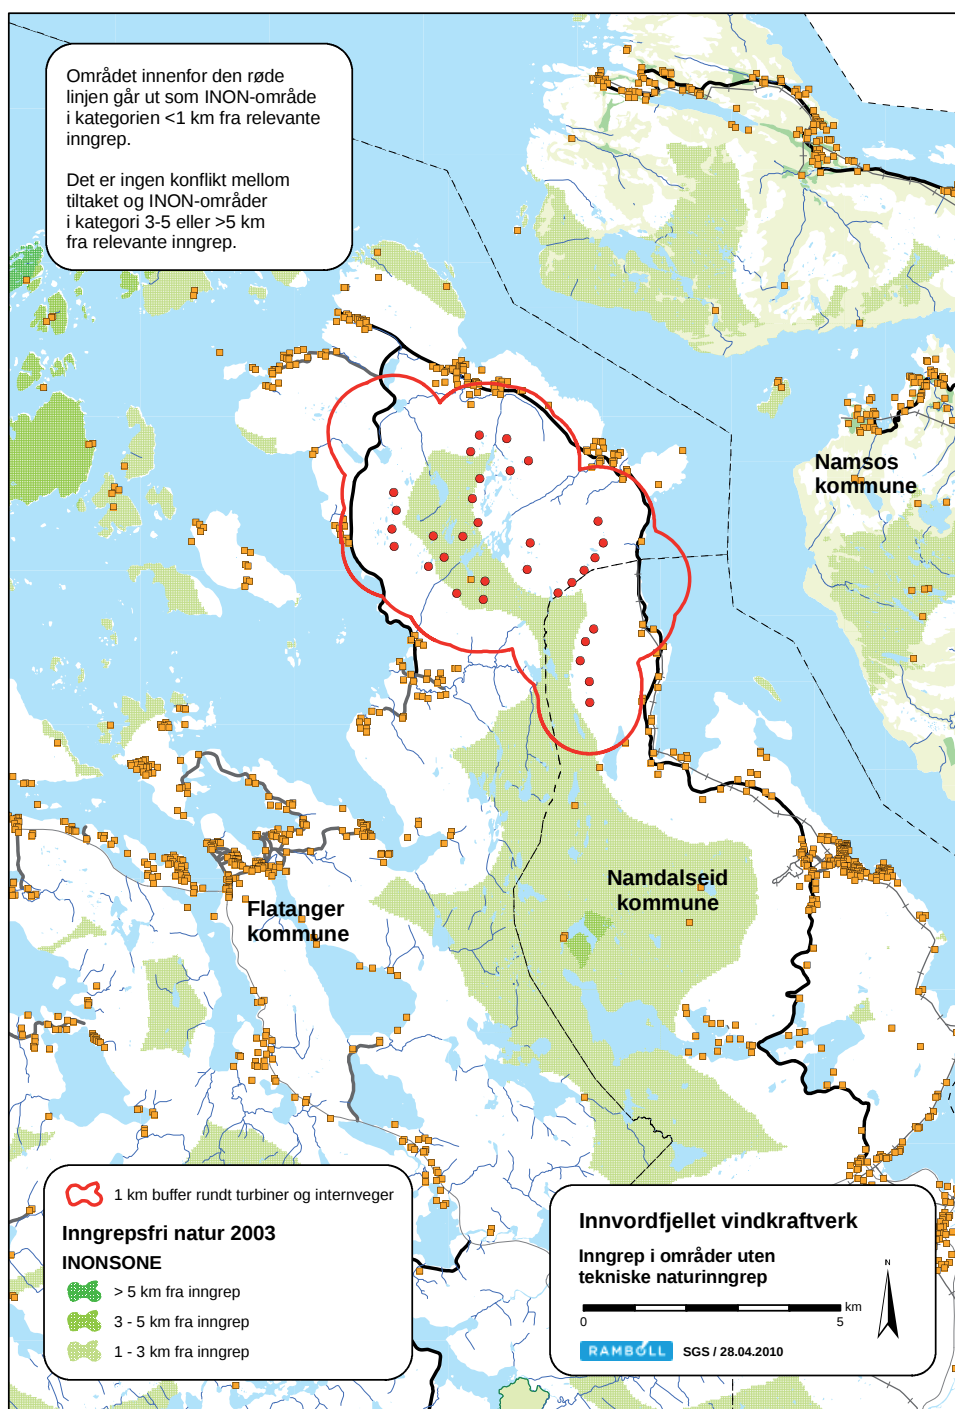 Området innenfor den røde
linjen går ut som INON-område
i kategorien <1 km fra relevante
inngrep.
Det er ingen konflikt mellom
tiltaket og INON-områder
i kategori 3-5 eller >5 km
fra relevante inngrep.
Namsos
kommune
Namdalseid
kommune
Flatanger
kommune
1 km buffer rundt turbiner og internveger
Inngrepsfri natur 2003
INONSONE
> 5 km fra inngrep
3 - 5 km fra inngrep
1 - 3 km fra inngrep
Innvordfjellet vindkraftverk
Inngrep i områder uten
tekniske naturinngrep
N
km
0 5
RAMBØLL SGS / 28.04.2010